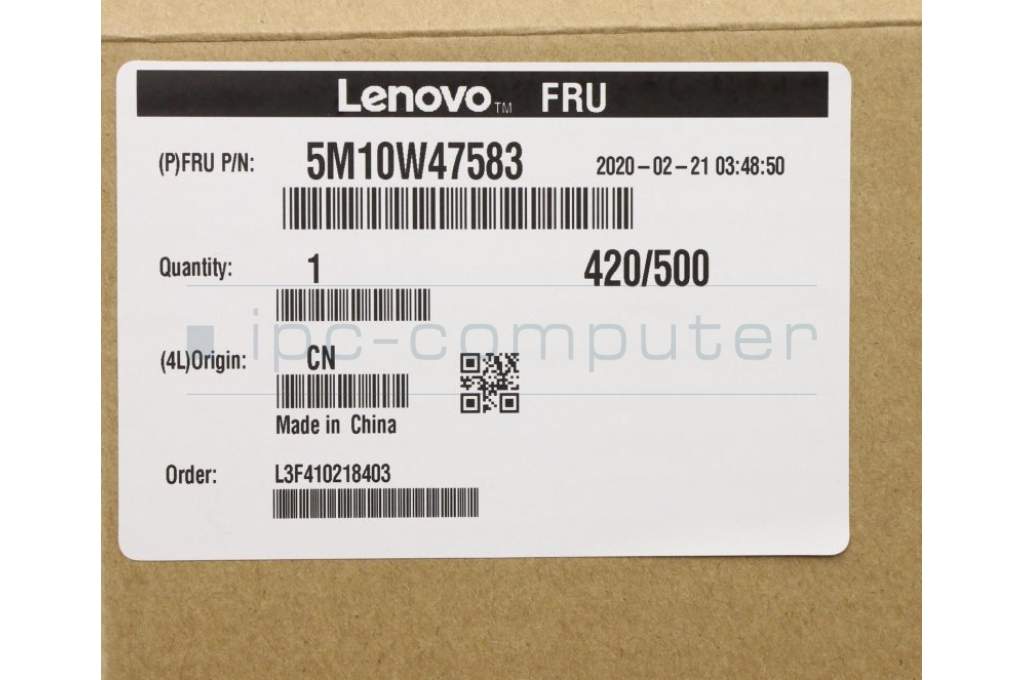 Lenovo™ FRU
(P)FRU P/N: 5M10W47583 2020-02-21 03:48:50
Quantity: 1 420/500
ipc-computer
(4L)Origin: CN
Made in China
Order: L3F410218403